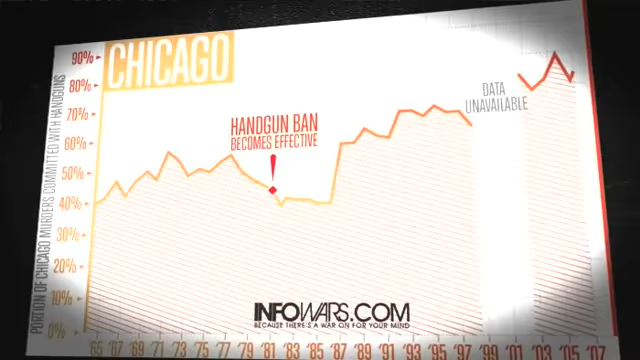 CHICAGO
90%
80%
70%
60%
50%
40%
30%
20%
10%
0%
PORTION OF CHICAGO MURDERS COMMITTED WITH HANDGUNS
HANDGUN BAN
BECOMES EFFECTIVE
DATA
UNAVAILABLE
INFOWARS.COM
BECAUSE THERE'S A WAR ON FOR YOUR MIND
'65 '67 '69 '71 '73 '75 '77 '79 '81 '83 '85 '87 '89 '91 '93 '95 '97 '99 '01 '03 '05 '07